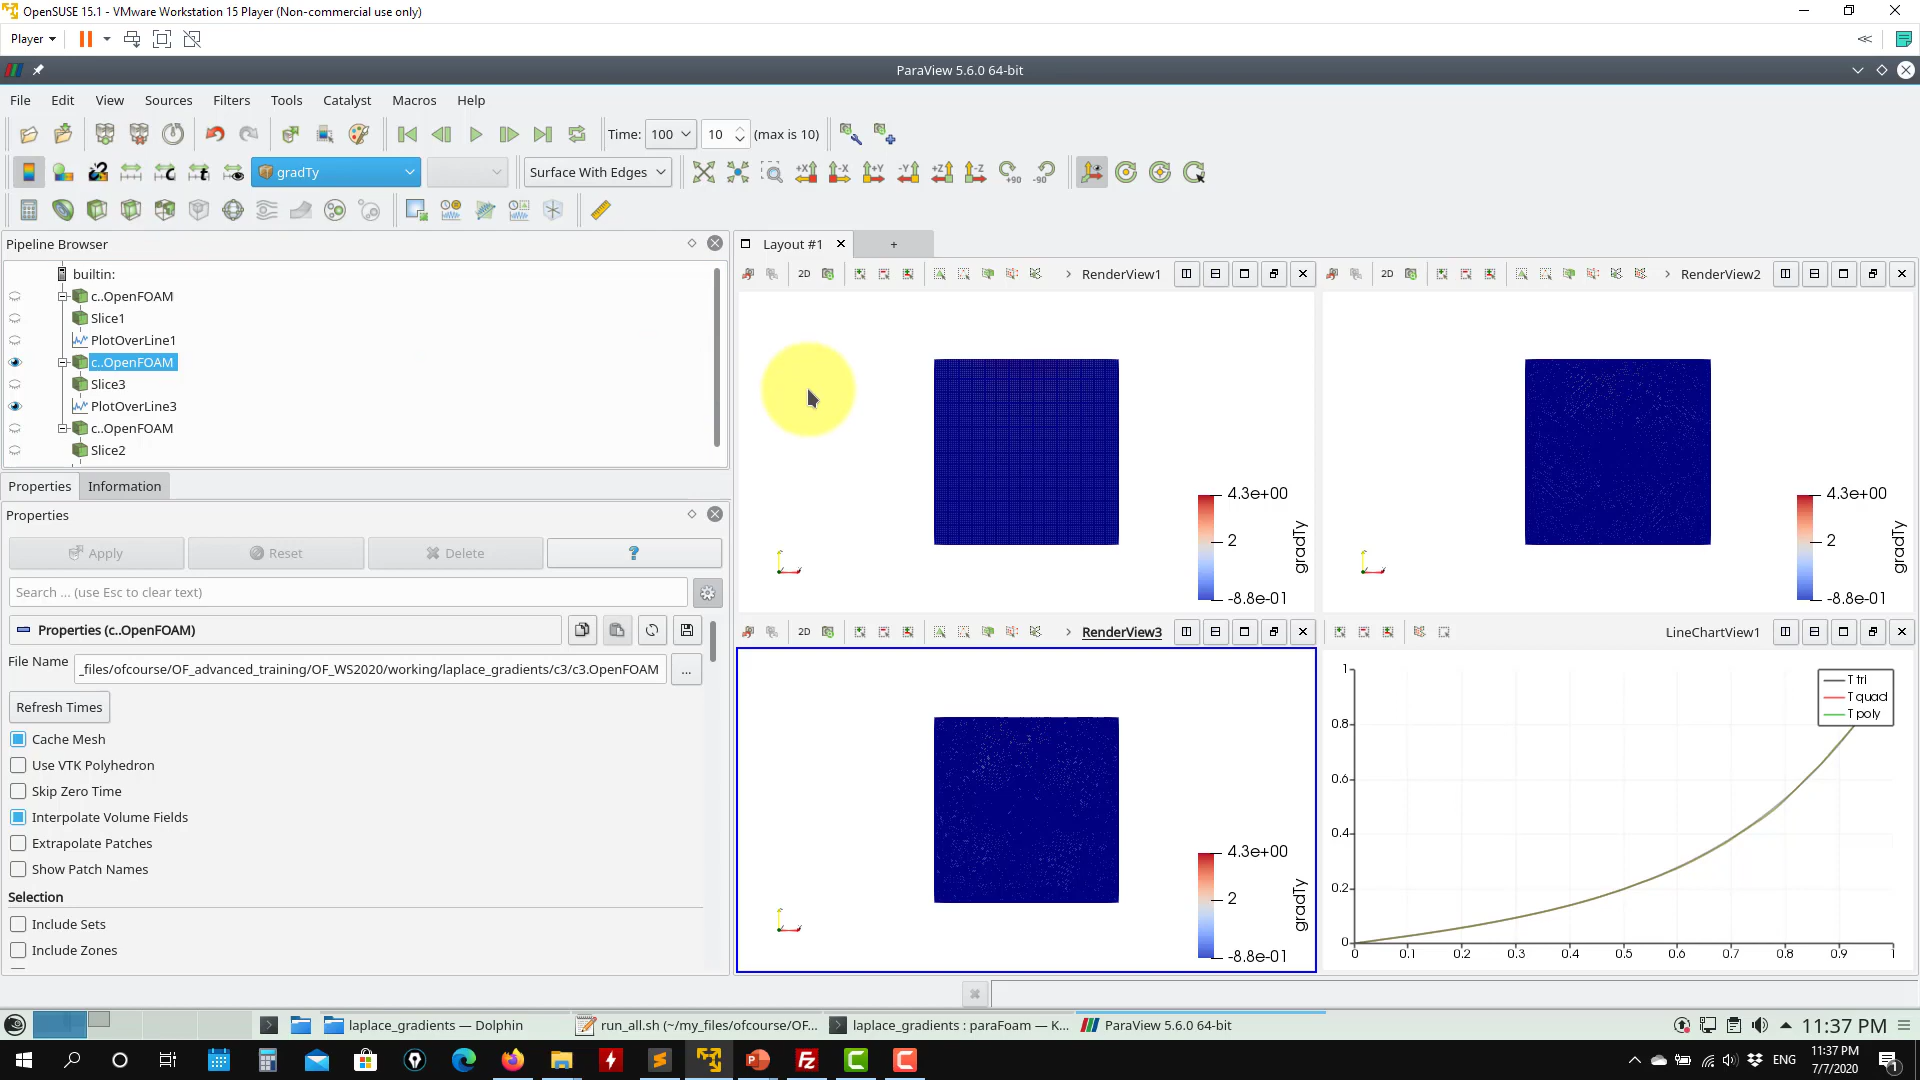 OpenSUSE 15.1 - VMware Workstation 15 Player (Non-commercial use only)
Player
ParaView 5.6.0 64-bit
File Edit View Sources Filters Tools Catalyst Macros Help
Time: 100 10 (max is 10)
gradTy Surface With Edges +X -X +Y -Y +Z -Z +90 -90
Pipeline Browser
Layout #1 +
builtin:
c..OpenFOAM
Slice1
PlotOverLine1
c..OpenFOAM
Slice3
PlotOverLine3
c..OpenFOAM
Slice2
2D RenderView1
4.3e+00
2
-8.8e-01
gradTy
2D RenderView2
4.3e+00
2
-8.8e-01
gradTy
Properties Information
Properties
Apply Reset Delete ?
Search ... (use Esc to clear text)
Properties (c..OpenFOAM)
File Name _files/ofcourse/OF_advanced_training/OF_WS2020/working/laplace_gradients/c3/c3.OpenFOAM ...
Refresh Times
Cache Mesh
Use VTK Polyhedron
Skip Zero Time
Interpolate Volume Fields
Extrapolate Patches
Show Patch Names
Selection
Include Sets
Include Zones
2D RenderView3
4.3e+00
2
-8.8e-01
gradTy
LineChartView1
T tri
T quad
T poly
1
0.8
0.6
0.4
0.2
0
0 0.1 0.2 0.3 0.4 0.5 0.6 0.7 0.8 0.9 1
laplace_gradients — Dolphin run_all.sh (~/my_files/ofcourse/OF... laplace_gradients : paraFoam — K... ParaView 5.6.0 64-bit 11:37 PM
ENG 11:37 PM
7/7/2020
1